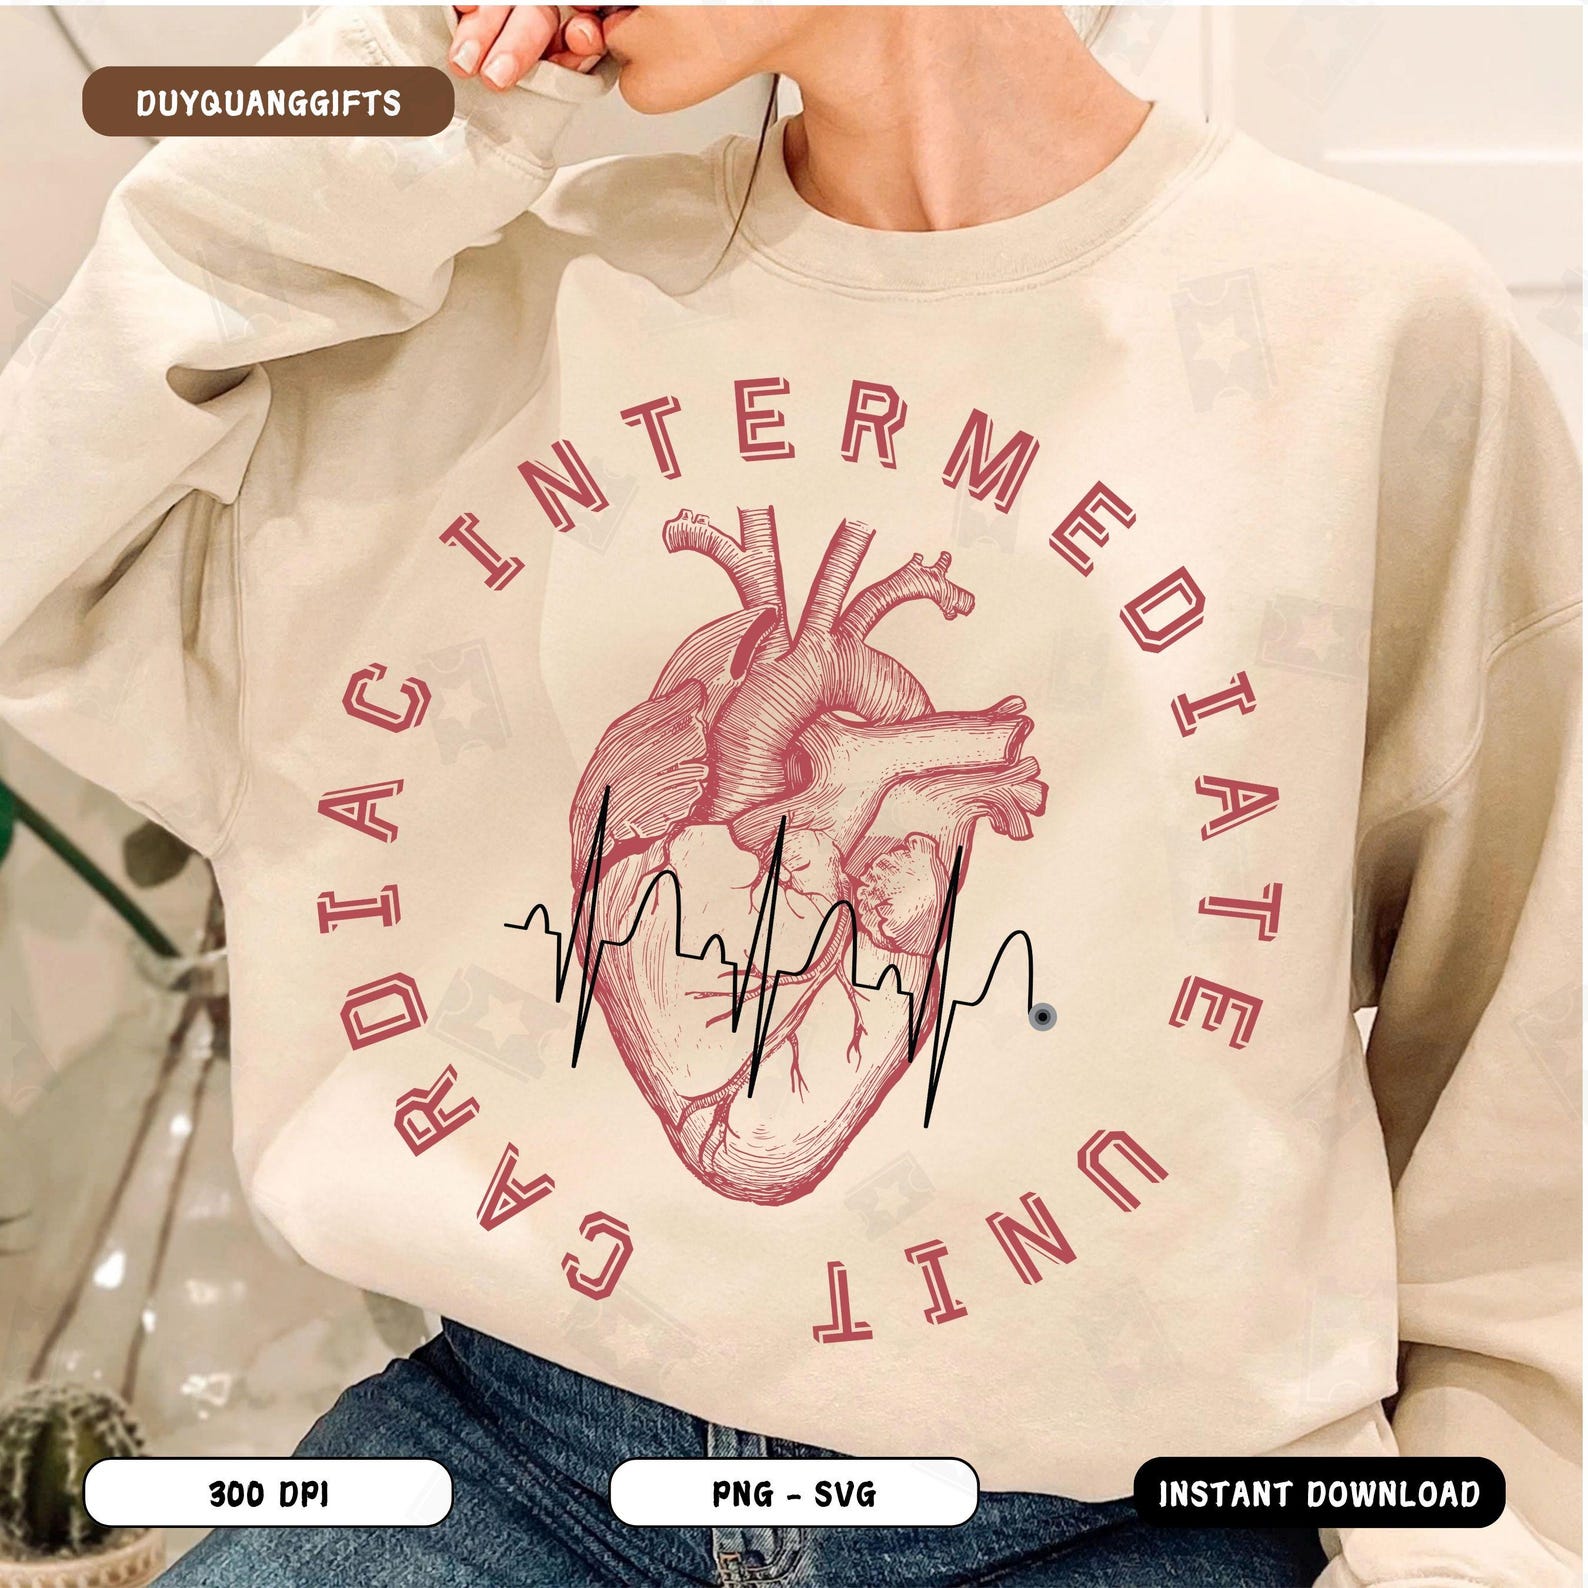 DUYQUANGGIFTS
CARDIAC INTERMEDIATE UNIT
300 DPI
PNG - SVG
INSTANT DOWNLOAD